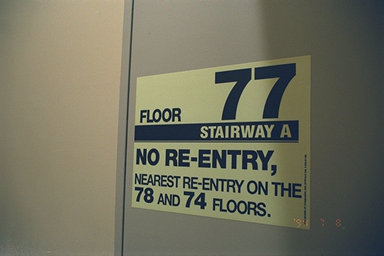 FLOOR 77
STAIRWAY A
NO RE-ENTRY,
NEAREST RE-ENTRY ON THE
78 AND 74 FLOORS.